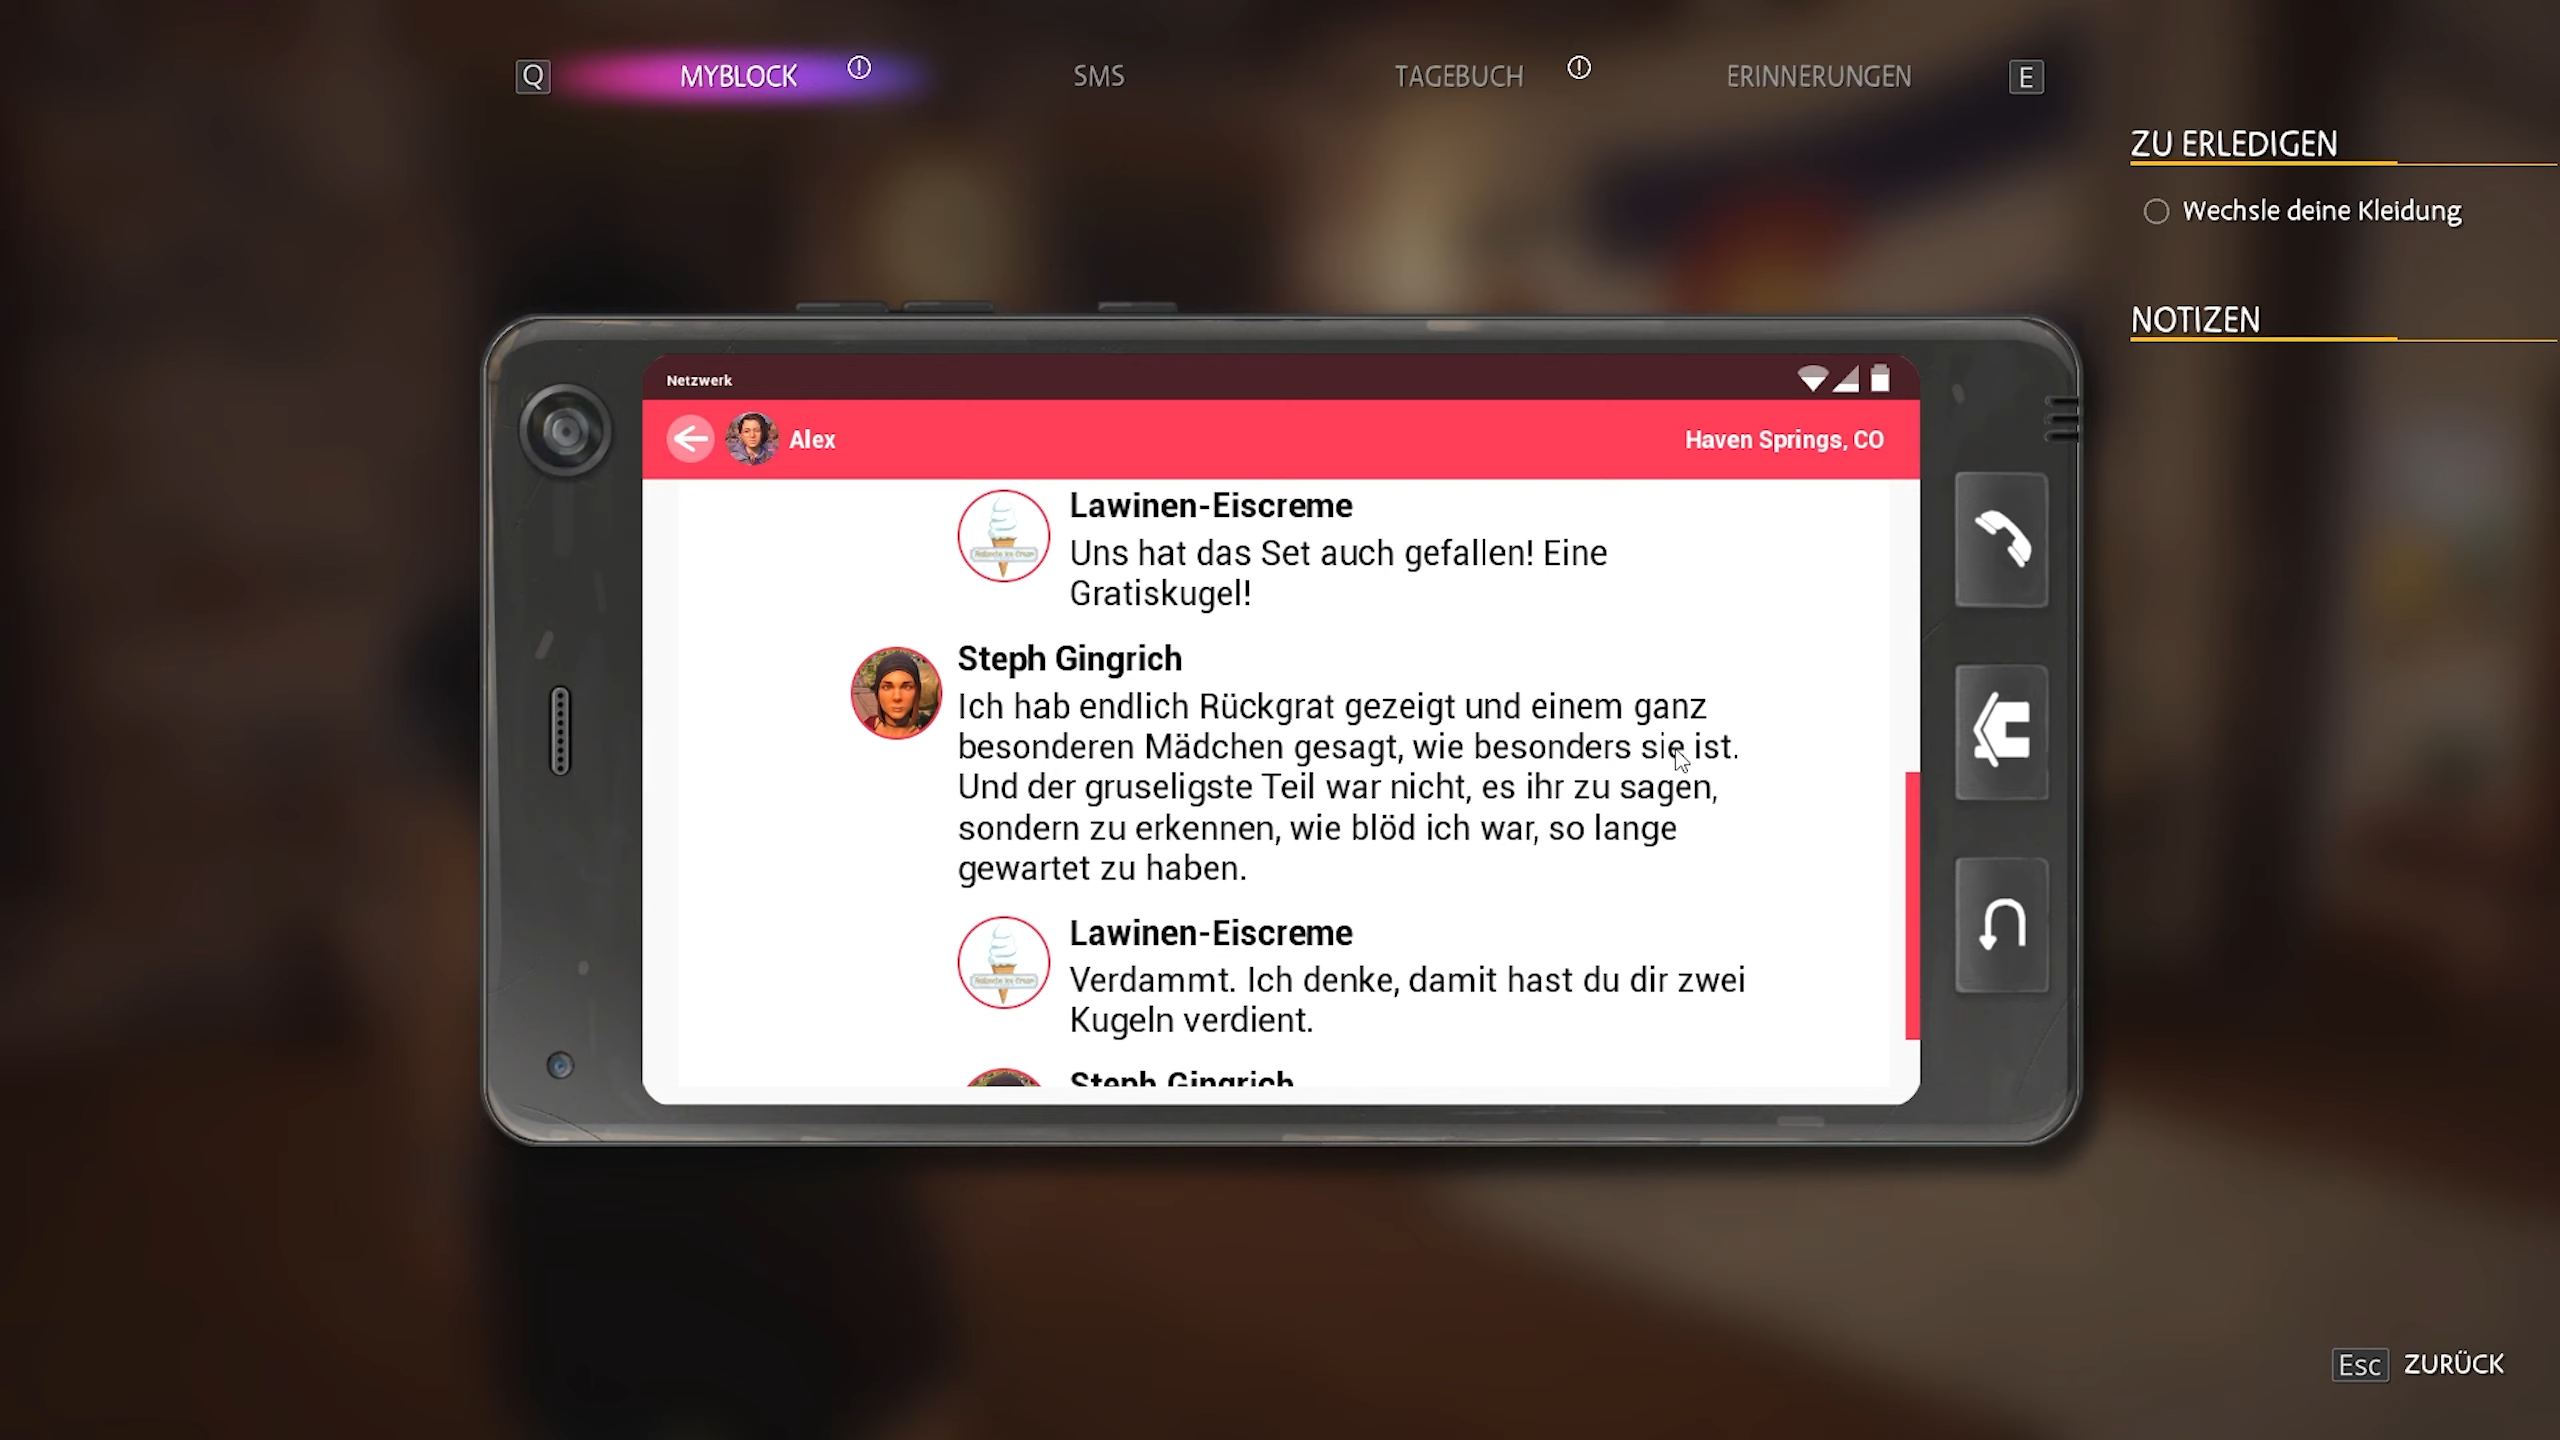 Q
MYBLOCK
SMS
TAGEBUCH
ERINNERUNGEN
E
ZU ERLEDIGEN
Wechsle deine Kleidung
NOTIZEN
Netzwerk
Alex
Haven Springs, CO
Lawinen-Eiscreme
Uns hat das Set auch gefallen! Eine
Gratiskugel!
Steph Gingrich
Ich hab endlich Rückgrat gezeigt und einem ganz
besonderen Mädchen gesagt, wie besonders sie ist.
Und der gruseligste Teil war nicht, es ihr zu sagen,
sondern zu erkennen, wie blöd ich war, so lange
gewartet zu haben.
Lawinen-Eiscreme
Verdammt. Ich denke, damit hast du dir zwei
Kugeln verdient.
Steph Gingrich
Esc ZURÜCK